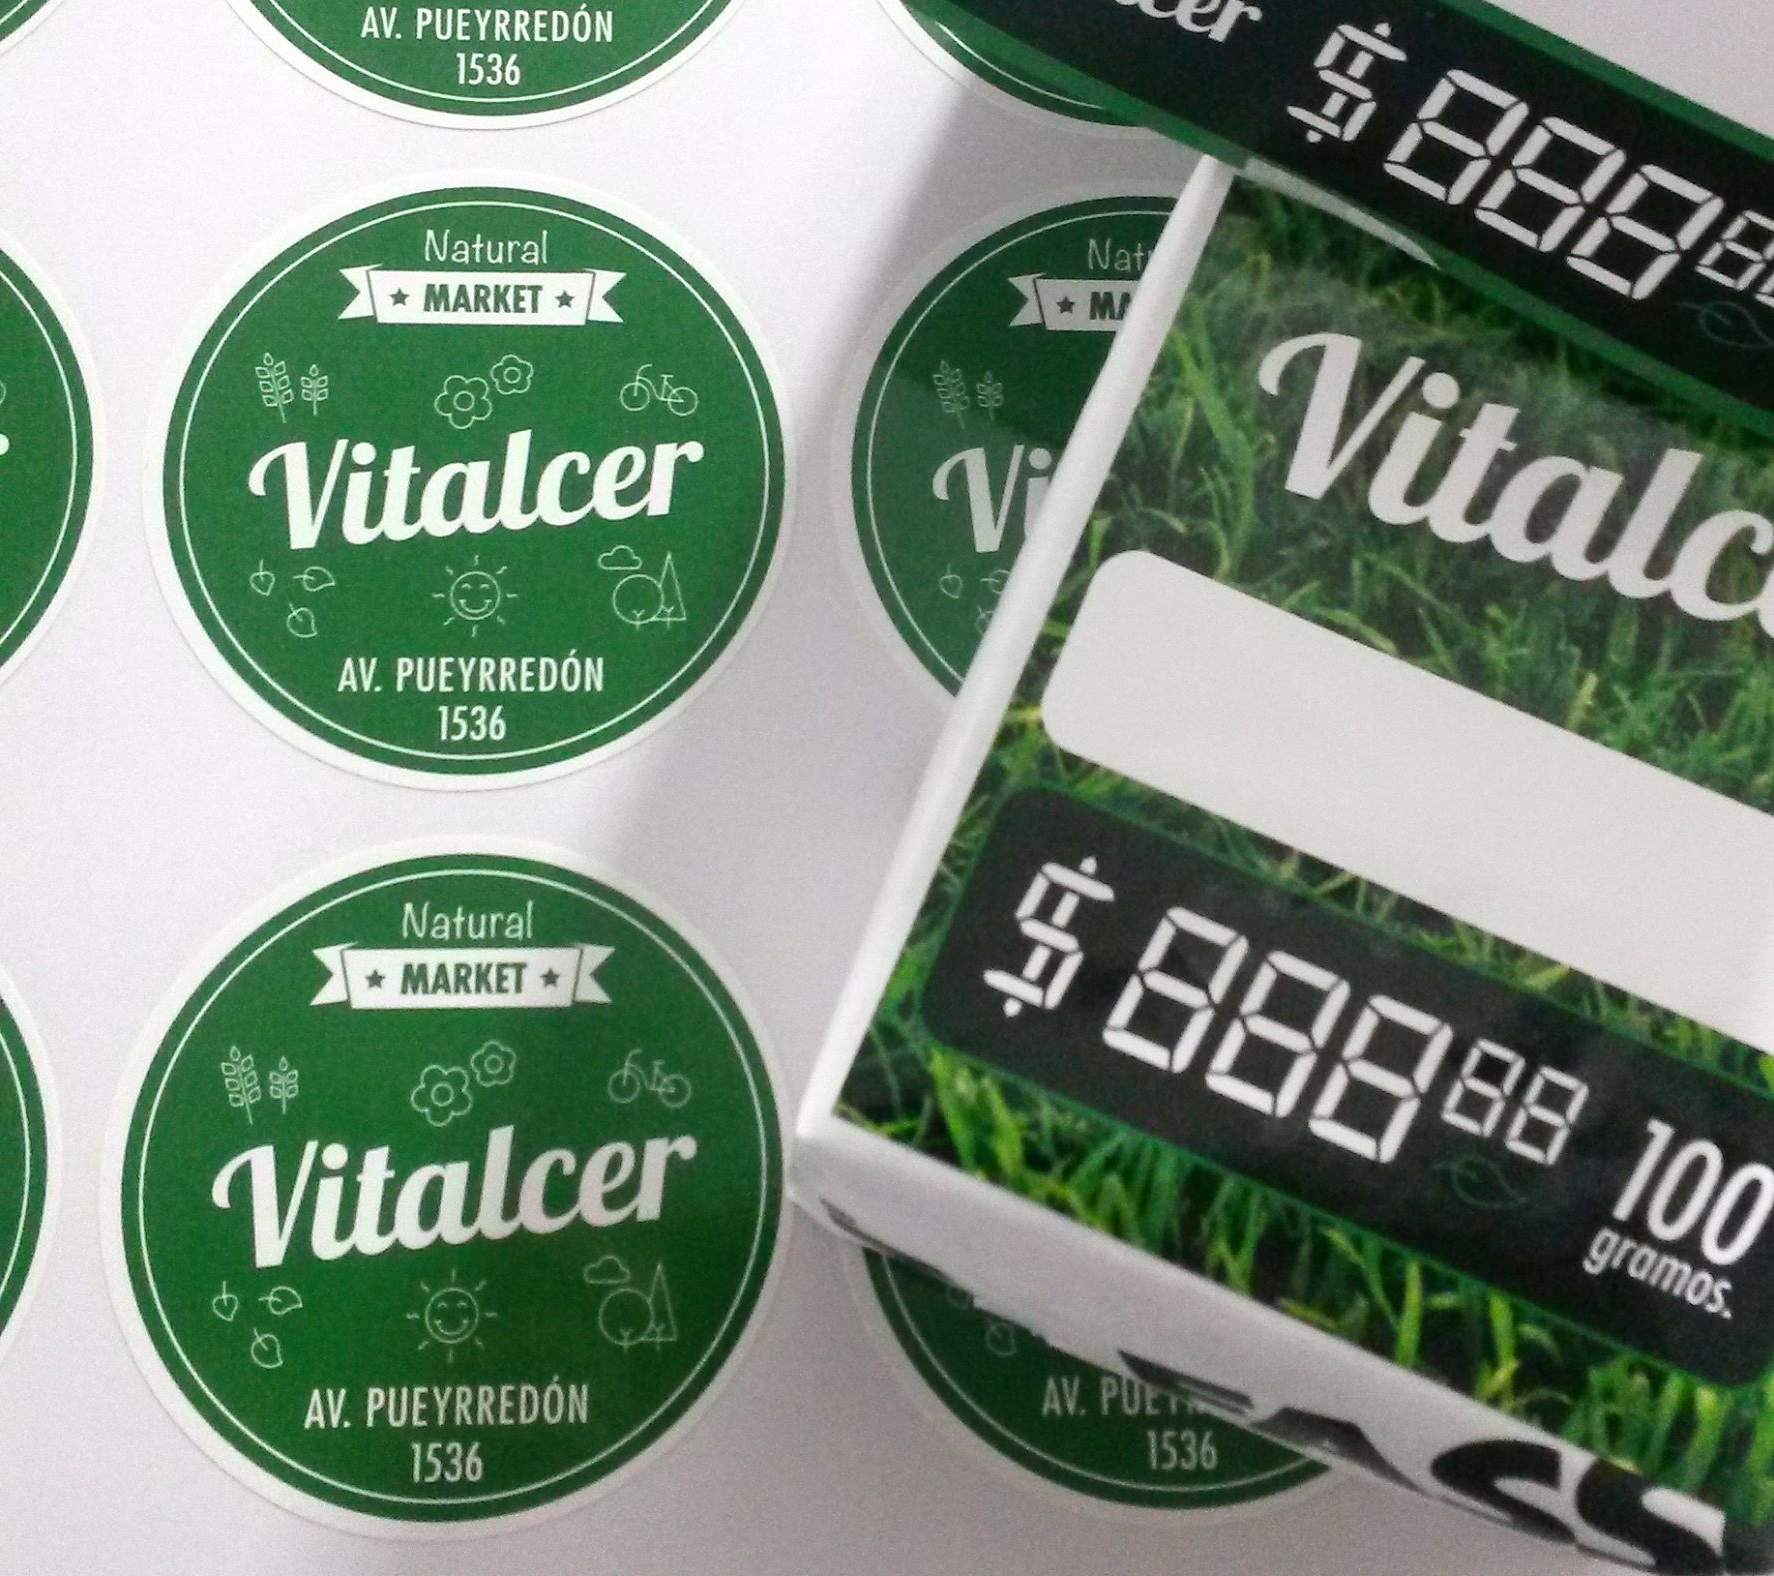 AV. PUEYRREDÓN
1536
Natural
MARKET
Vitalcer
AV. PUEYRREDÓN
1536
Natural
MARKET
Vitalcer
AV. PUEYRREDÓN
1536
AV.
1536
$ 888
Vitalc
$ 888 88 100
gramos.